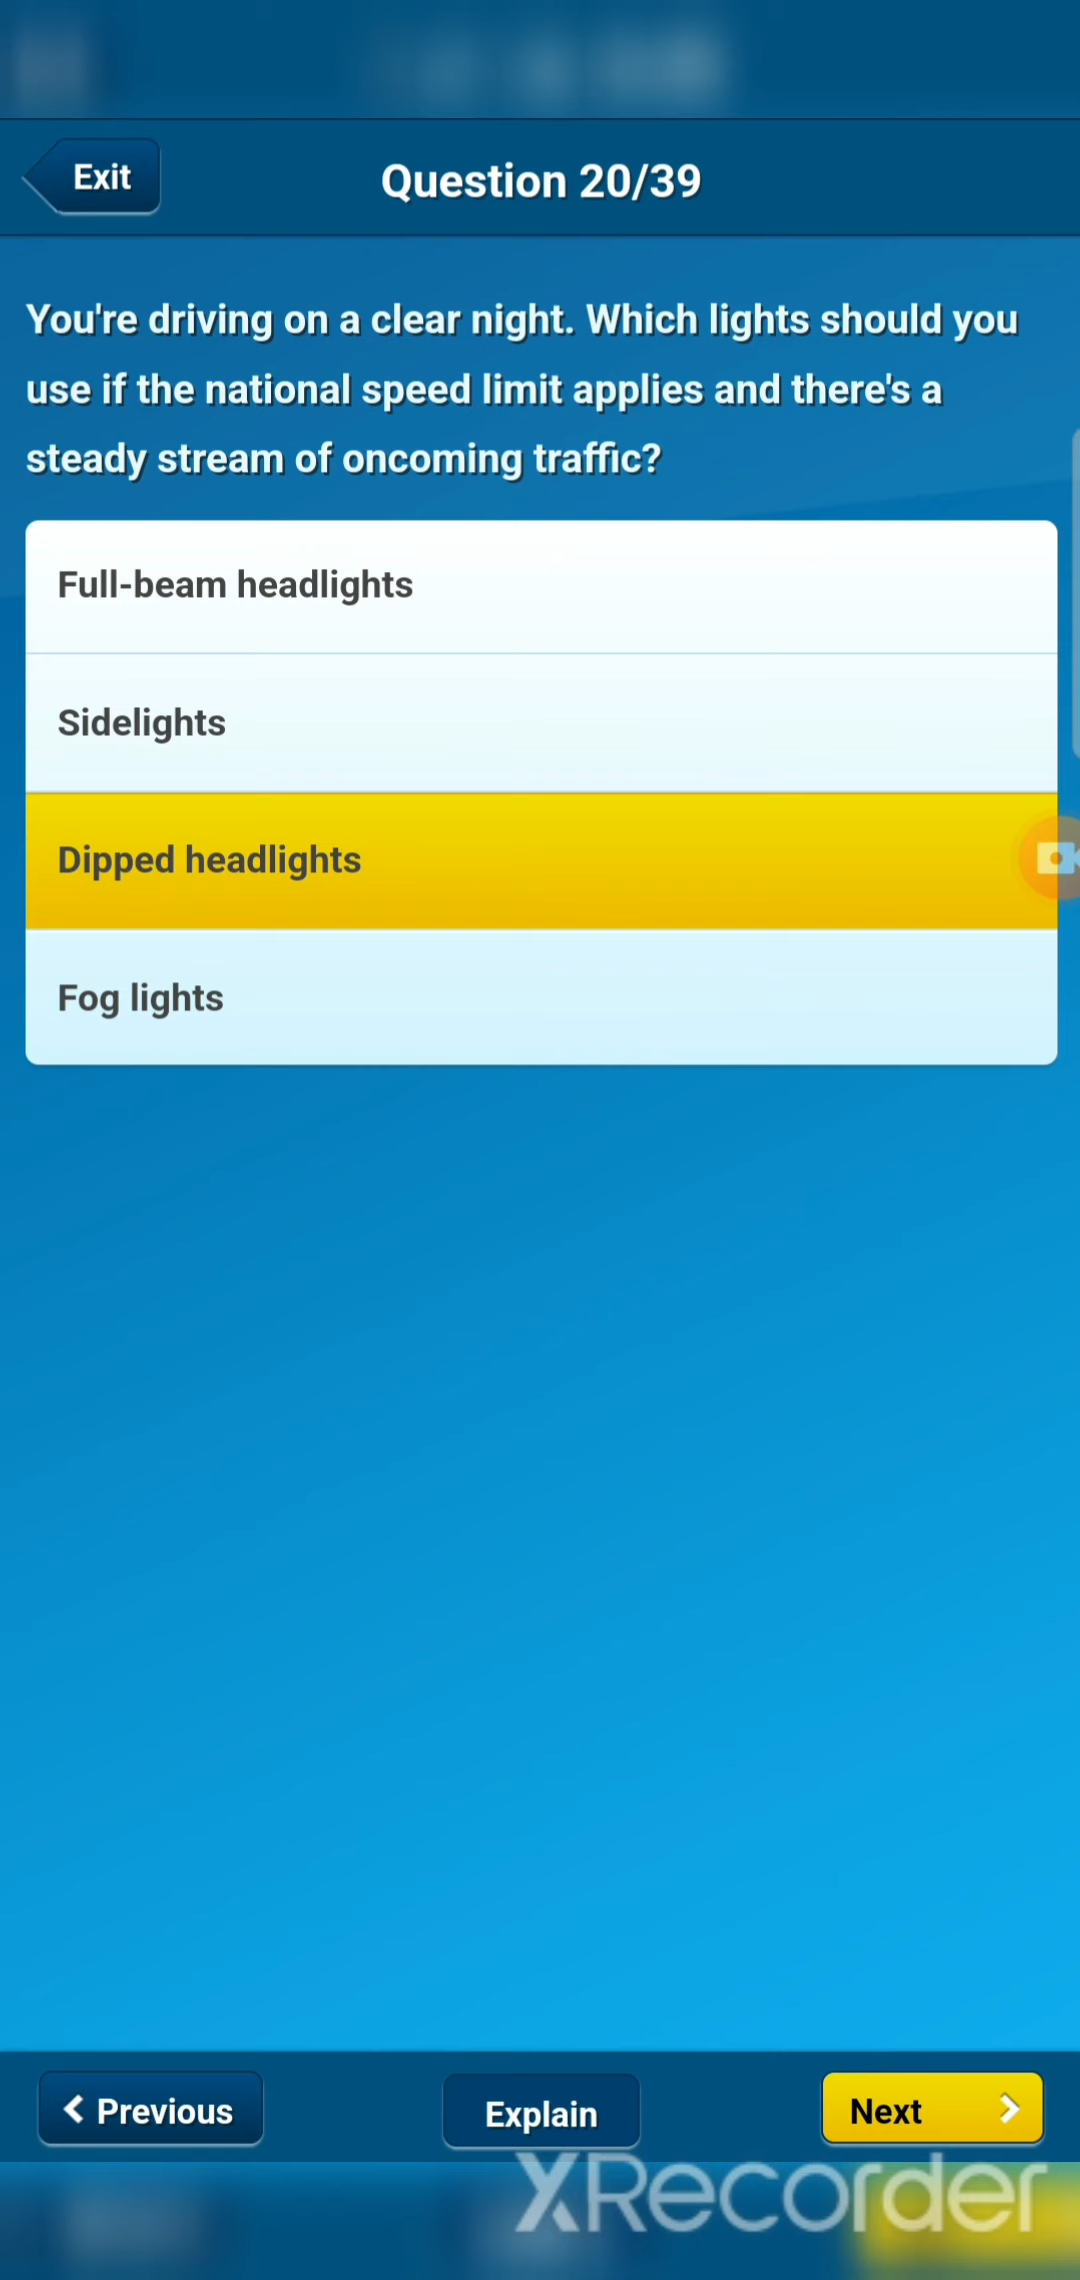 Exit
Question 20/39
You're driving on a clear night. Which lights should you
use if the national speed limit applies and there's a
steady stream of oncoming traffic?
Full-beam headlights
Sidelights
Dipped headlights
Fog lights
Previous
Explain
Next
XRecorder